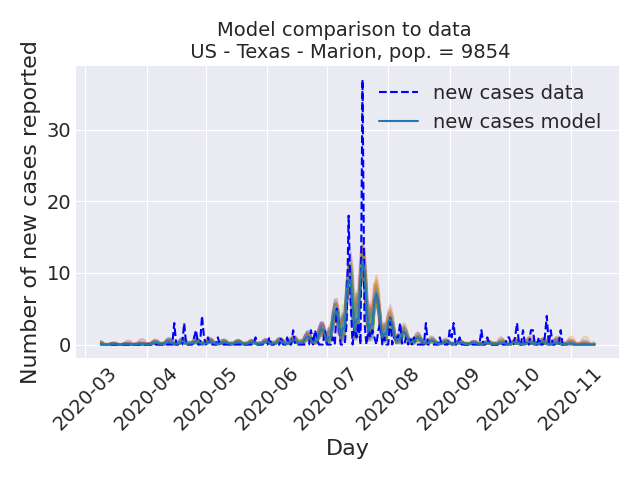 Model comparison to data
US - Texas - Marion, pop. = 9854
new cases data
new cases model
Number of new cases reported
30
20
10
0
2020-03
2020-04
2020-05
2020-06
2020-07
2020-08
2020-09
2020-10
2020-11
Day